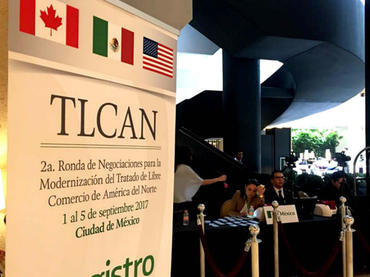 TLCAN
2a. Ronda de Negociaciones para la
Modernización del Tratado de Libre
Comercio de América del Norte
1 al 5 de septiembre 2017
Ciudad de México
gistro
México